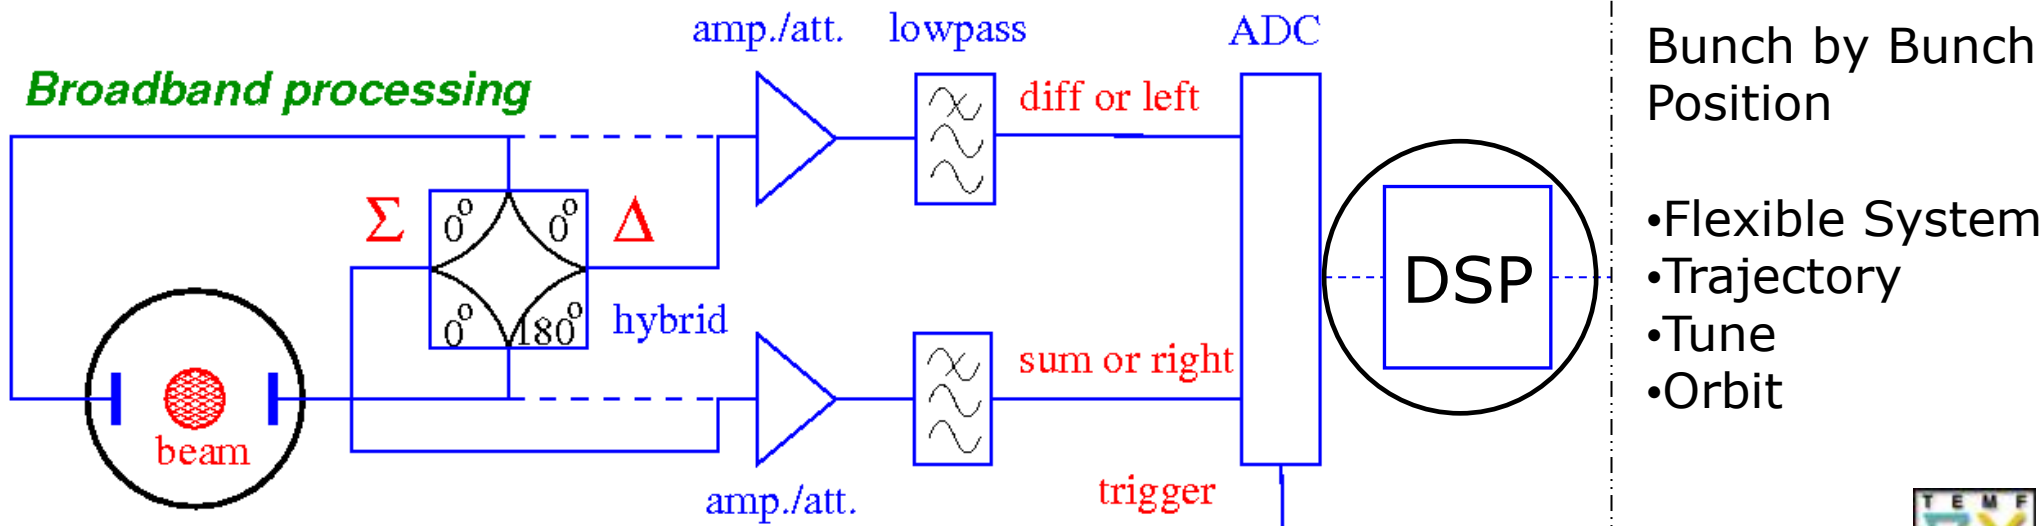 amp./att. lowpass ADC
Broadband processing
diff or left
Σ 0° 0° Δ
0° 180° hybrid
DSP
sum or right
beam
amp./att.
trigger
Bunch by Bunch
Position
•Flexible System
•Trajectory
•Tune
•Orbit
T E M F